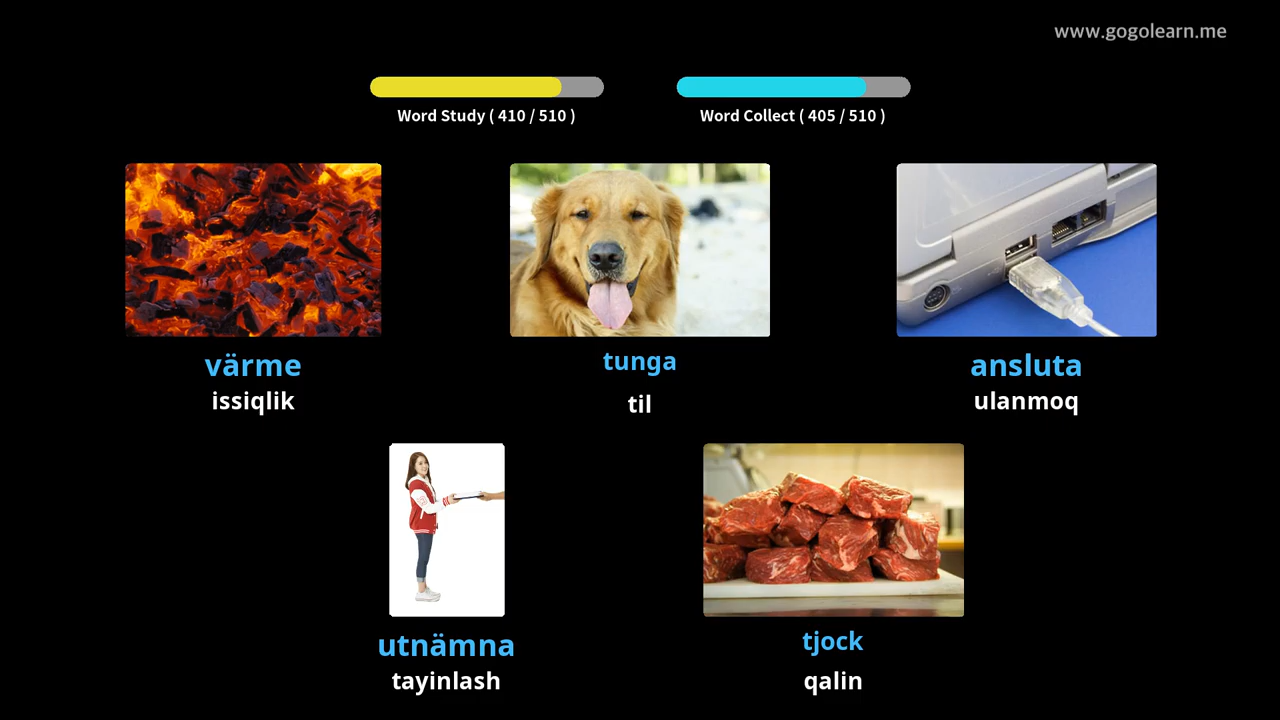 www.gogolearn.me
Word Study ( 410 / 510 )
Word Collect ( 405 / 510 )
värme
issiqlik
tunga
til
ansluta
ulanmoq
utnämna
tayinlash
tjock
qalin